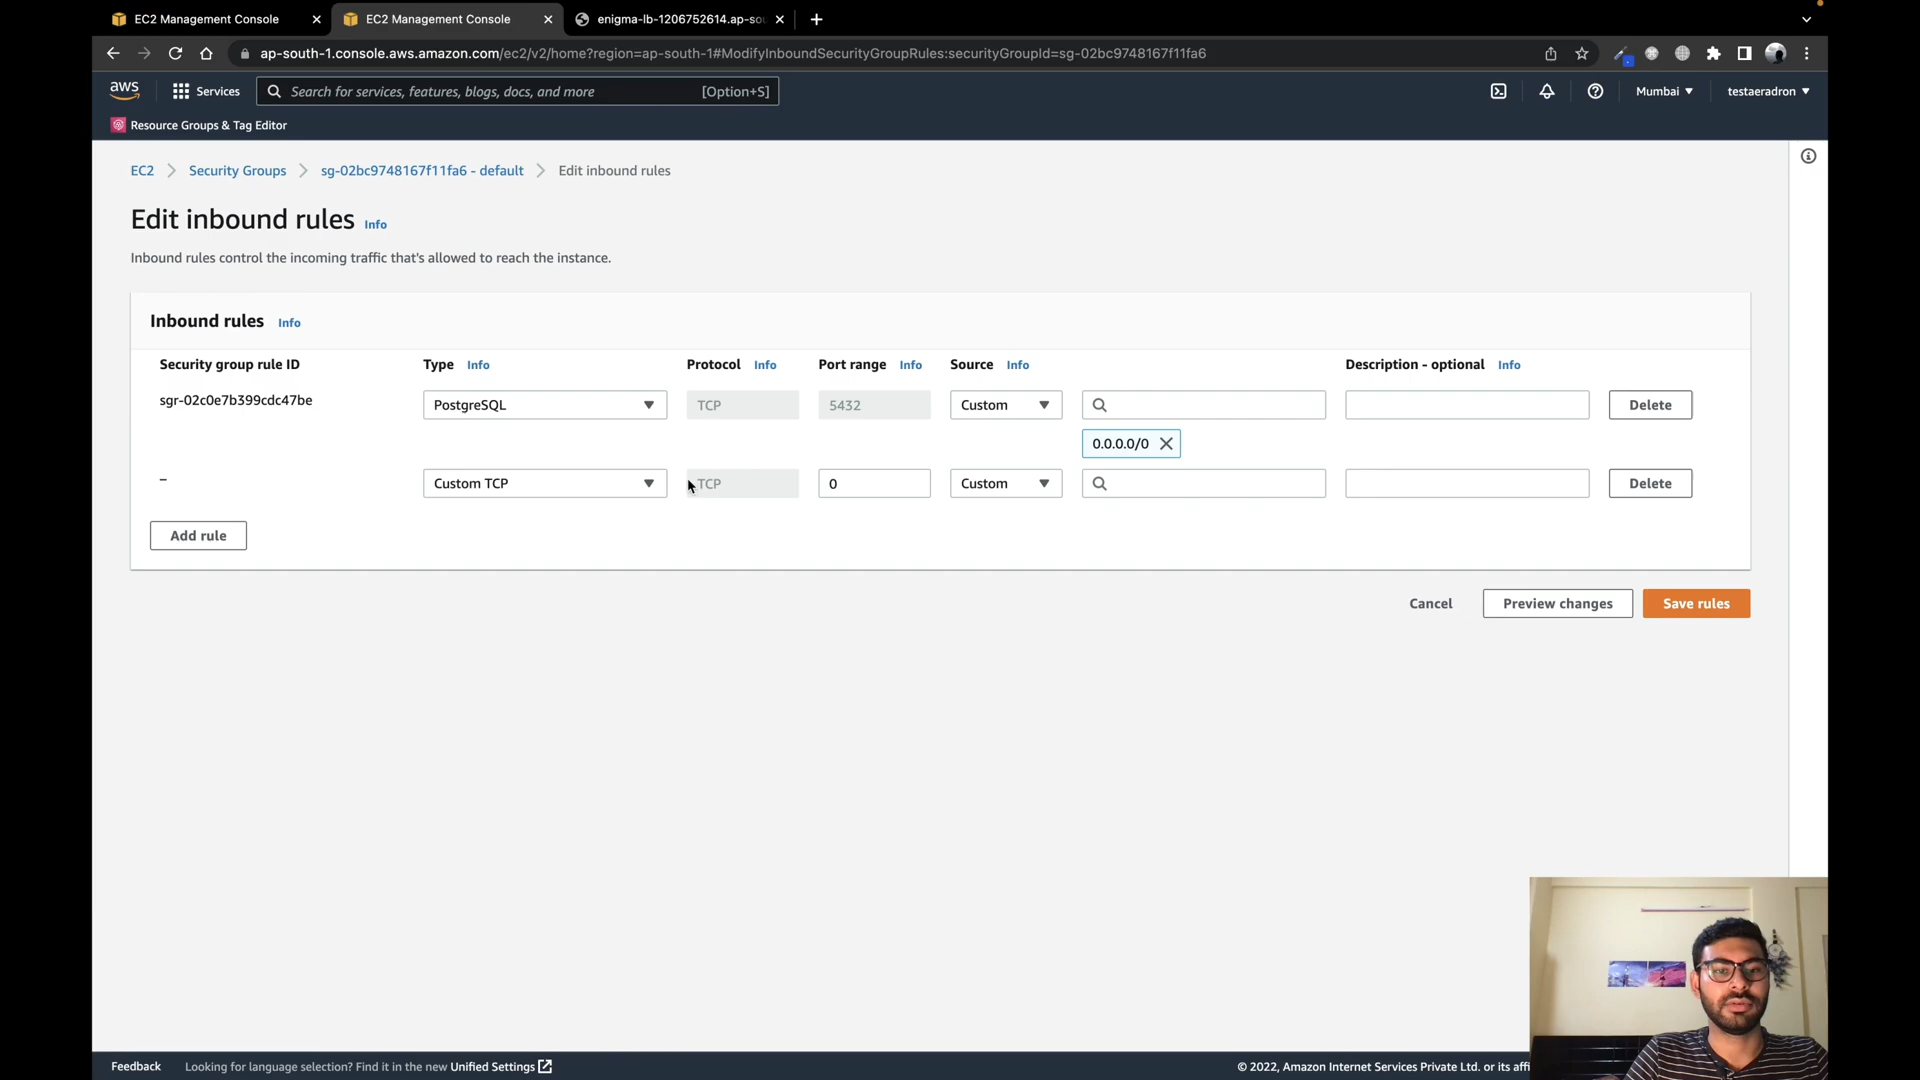 EC2 Management Console
EC2 Management Console
enigma-lb-1206752614.ap-sou
ap-south-1.console.aws.amazon.com/ec2/v2/home?region=ap-south-1#ModifyInboundSecurityGroupRules:securityGroupId=sg-02bc9748167f11fa6
aws
Services
Search for services, features, blogs, docs, and more
[Option+S]
Mumbai
testaeradron
Resource Groups & Tag Editor
EC2
Security Groups
sg-02bc9748167f11fa6 - default
Edit inbound rules
Edit inbound rules Info
Inbound rules control the incoming traffic that's allowed to reach the instance.
Inbound rules Info
Security group rule ID
Type Info
Protocol Info
Port range Info
Source Info
Description - optional Info
sgr-02c0e7b399cdc47be
PostgreSQL
TCP
5432
Custom
Delete
0.0.0.0/0
–
Custom TCP
TCP
0
Custom
Delete
Add rule
Cancel
Preview changes
Save rules
Feedback
Looking for language selection? Find it in the new Unified Settings
© 2022, Amazon Internet Services Private Ltd. or its affi